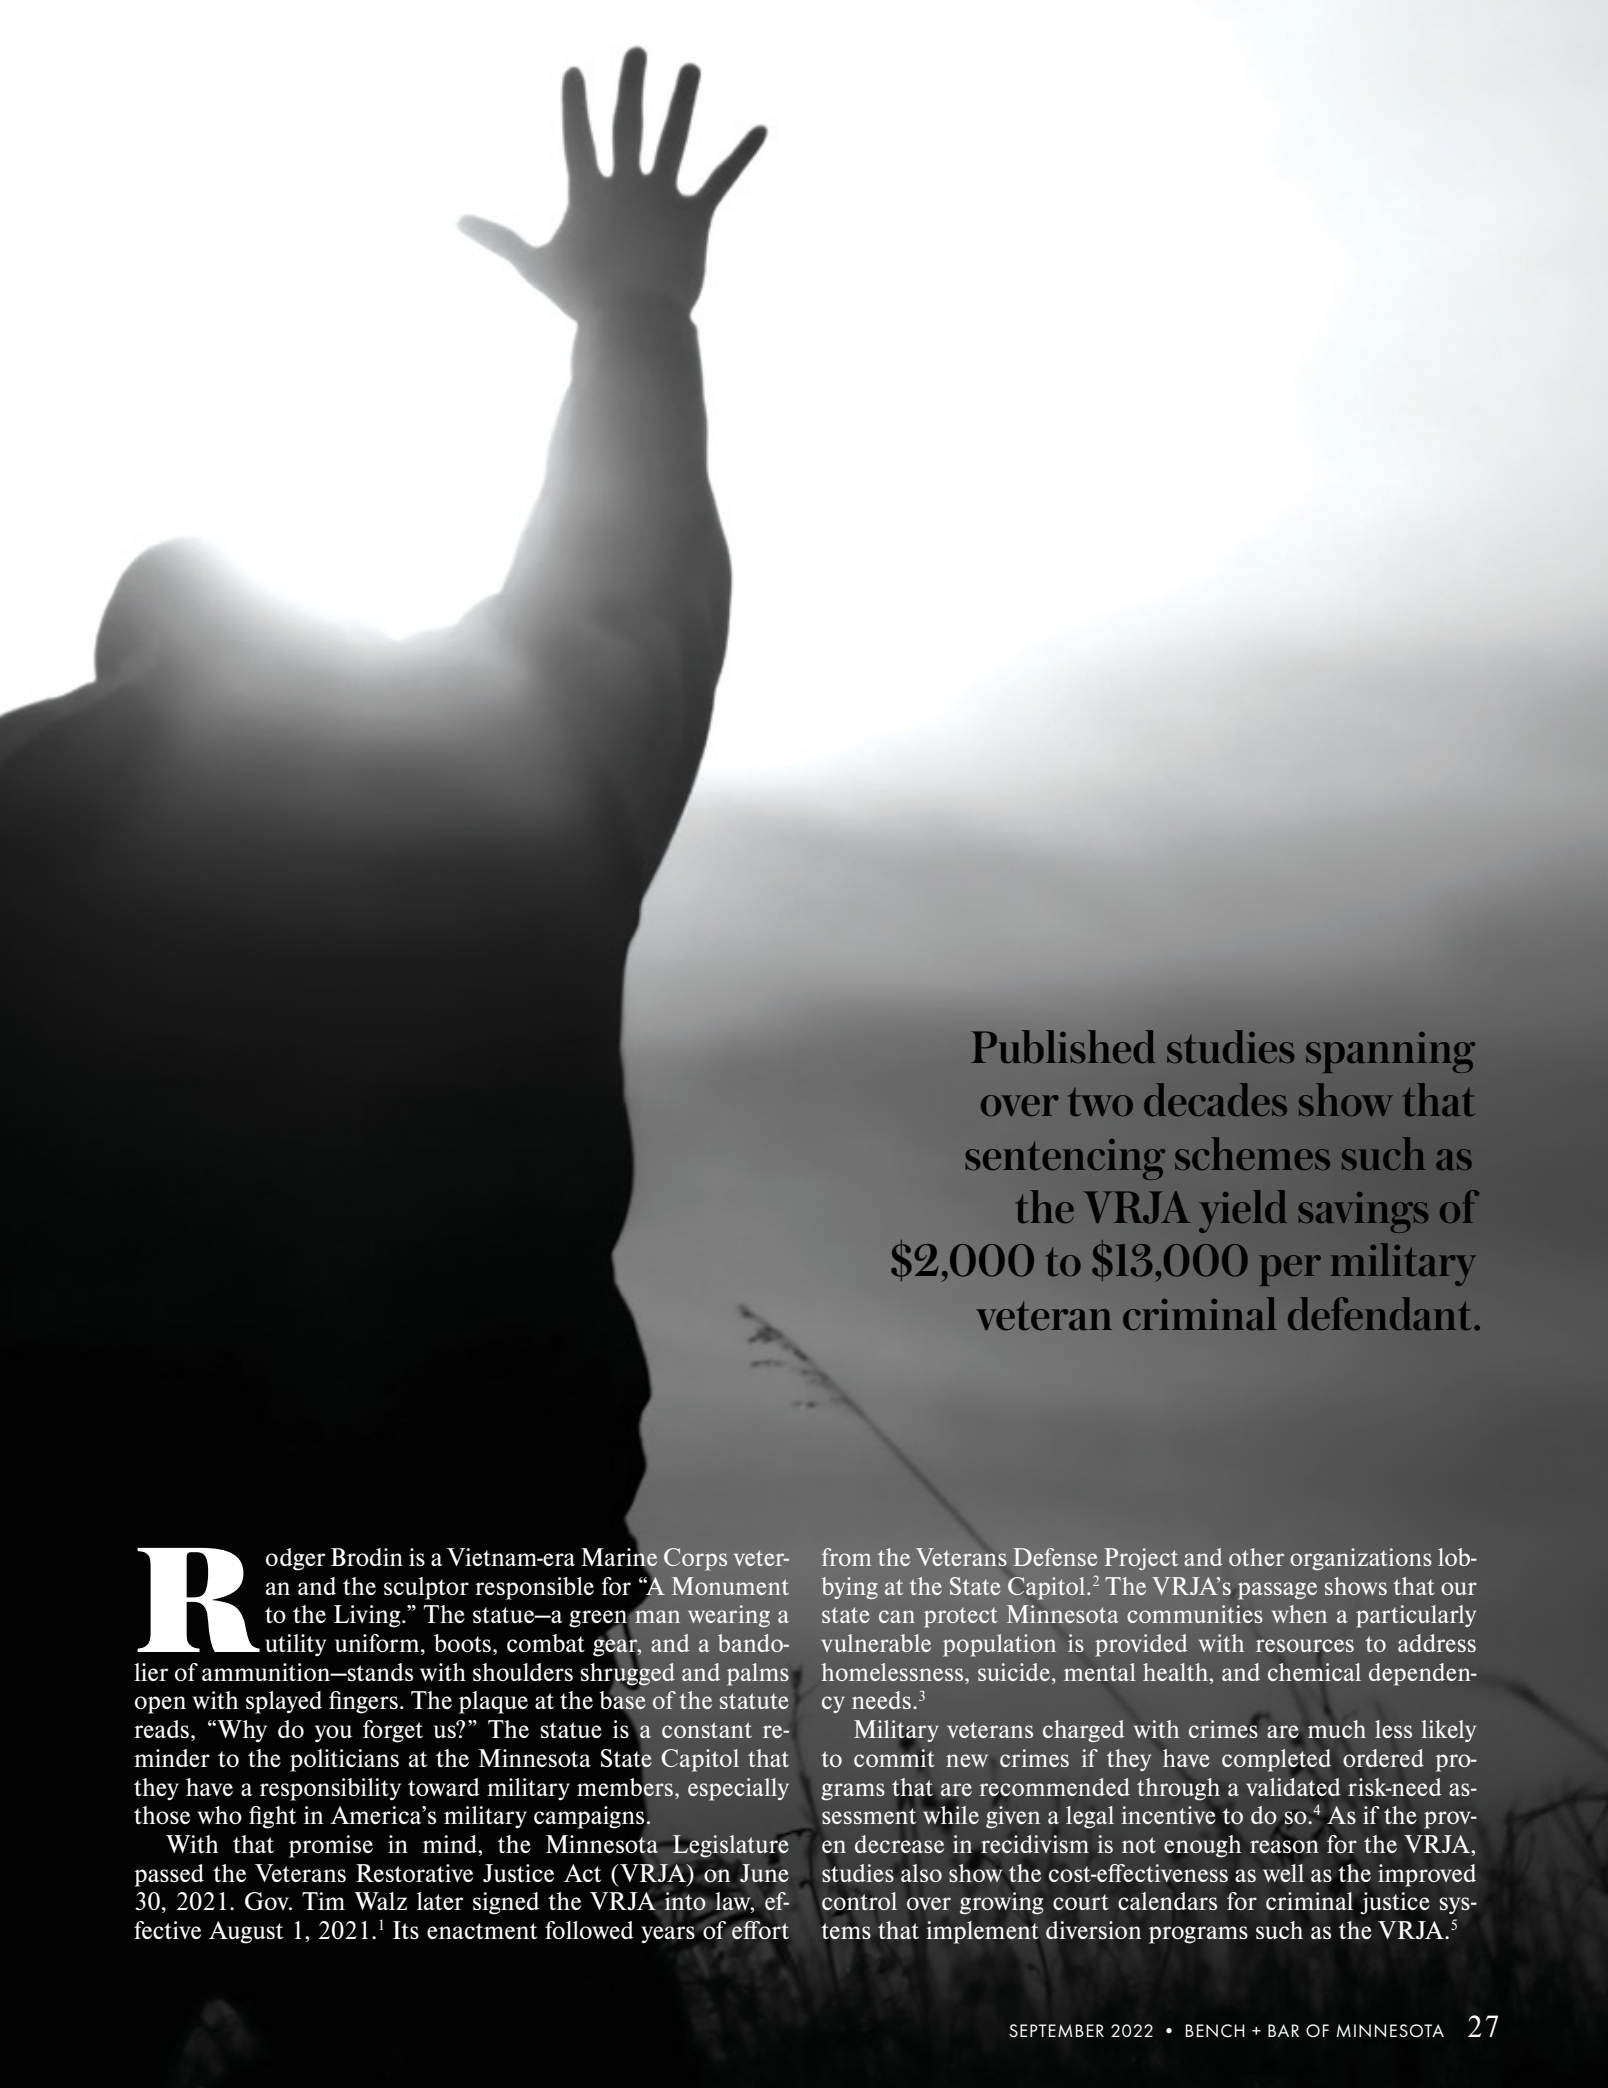 Published studies spanning
over two decades show that
sentencing schemes such as
the VRJA yield savings of
$2,000 to $13,000 per military
veteran criminal defendant.
Rodger Brodin is a Vietnam-era Marine Corps veter-
an and the sculptor responsible for “A Monument
to the Living.” The statue—a green man wearing a
utility uniform, boots, combat gear, and a bando-
lier of ammunition—stands with shoulders shrugged and palms
open with splayed fingers. The plaque at the base of the statute
reads, “Why do you forget us?” The statue is a constant re-
minder to the politicians at the Minnesota State Capitol that
they have a responsibility toward military members, especially
those who fight in America’s military campaigns.
With that promise in mind, the Minnesota Legislature
passed the Veterans Restorative Justice Act (VRJA) on June
30, 2021. Gov. Tim Walz later signed the VRJA into law, ef-
fective August 1, 2021.¹ Its enactment followed years of effort
from the Veterans Defense Project and other organizations lob-
bying at the State Capitol.² The VRJA’s passage shows that our
state can protect Minnesota communities when a particularly
vulnerable population is provided with resources to address
homelessness, suicide, mental health, and chemical dependen-
cy needs.³
Military veterans charged with crimes are much less likely
to commit new crimes if they have completed ordered pro-
grams that are recommended through a validated risk-need as-
sessment while given a legal incentive to do so.⁴ As if the prov-
en decrease in recidivism is not enough reason for the VRJA,
studies also show the cost-effectiveness as well as the improved
control over growing court calendars for criminal justice sys-
tems that implement diversion programs such as the VRJA.⁵
SEPTEMBER 2022 • BENCH + BAR OF MINNESOTA 27